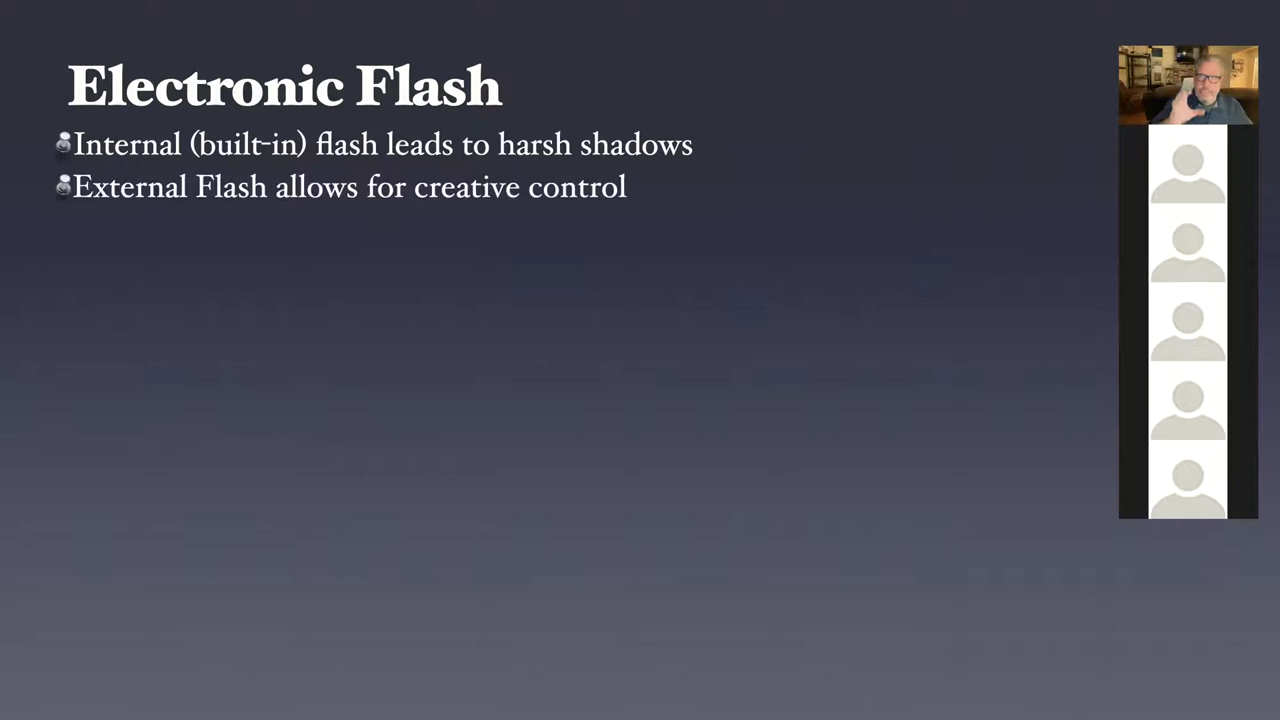 Electronic Flash
Internal (built-in) flash leads to harsh shadows
External Flash allows for creative control